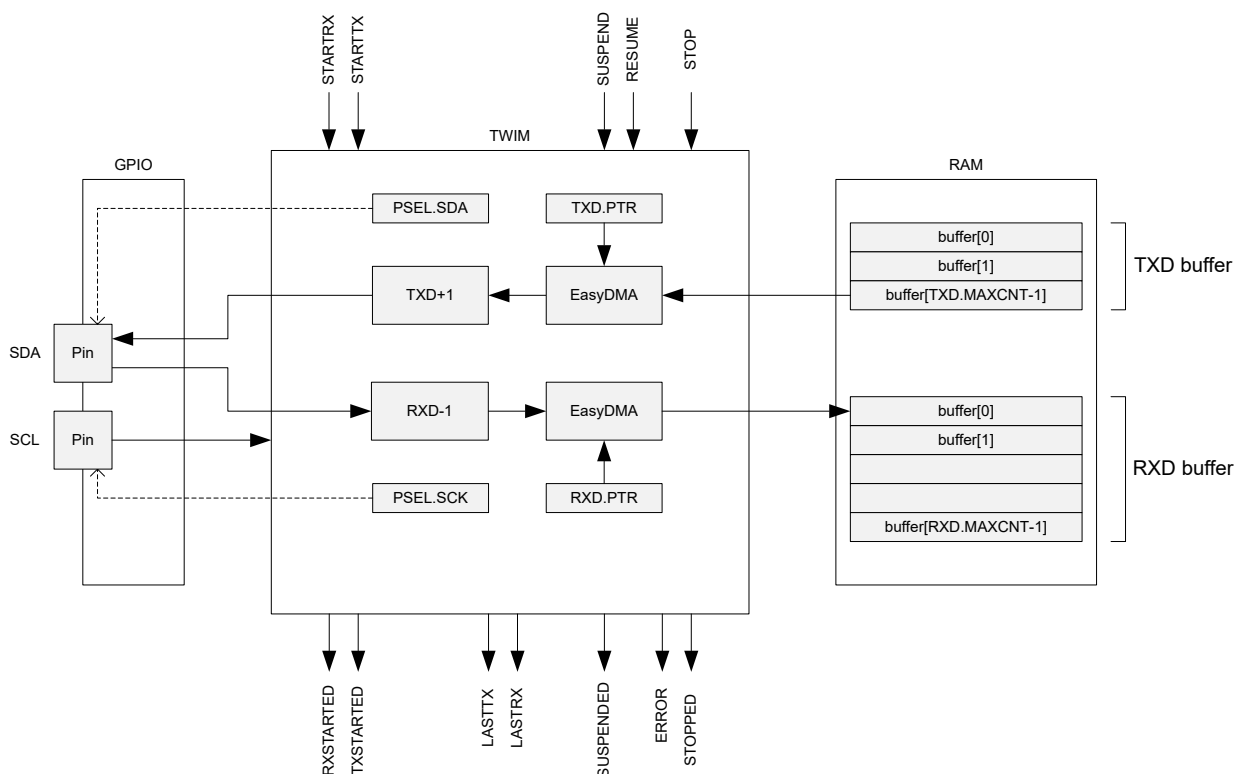 STARTRX
STARTTX
SUSPEND
RESUME
STOP
TWIM
GPIO
RAM
PSEL.SDA
TXD.PTR
buffer[0]
buffer[1]
buffer[TXD.MAXCNT-1]
TXD buffer
TXD+1
EasyDMA
SDA
Pin
RXD-1
EasyDMA
SCL
Pin
buffer[0]
buffer[1]
buffer[RXD.MAXCNT-1]
RXD buffer
PSEL.SCK
RXD.PTR
RXSTARTED
TXSTARTED
LASTTX
LASTRX
SUSPENDED
ERROR
STOPPED